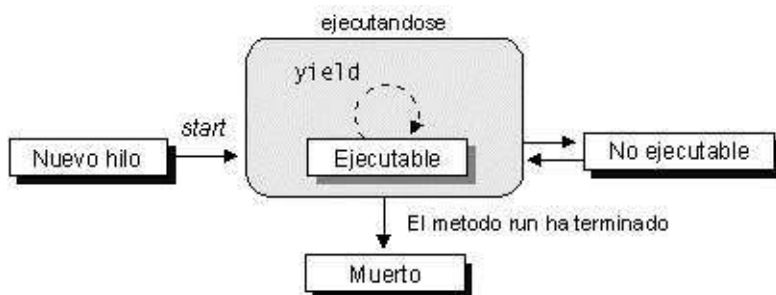 ejecutandose
yield
start
Nuevo hilo
Ejecutable
No ejecutable
El metodo run ha terminado
Muerto